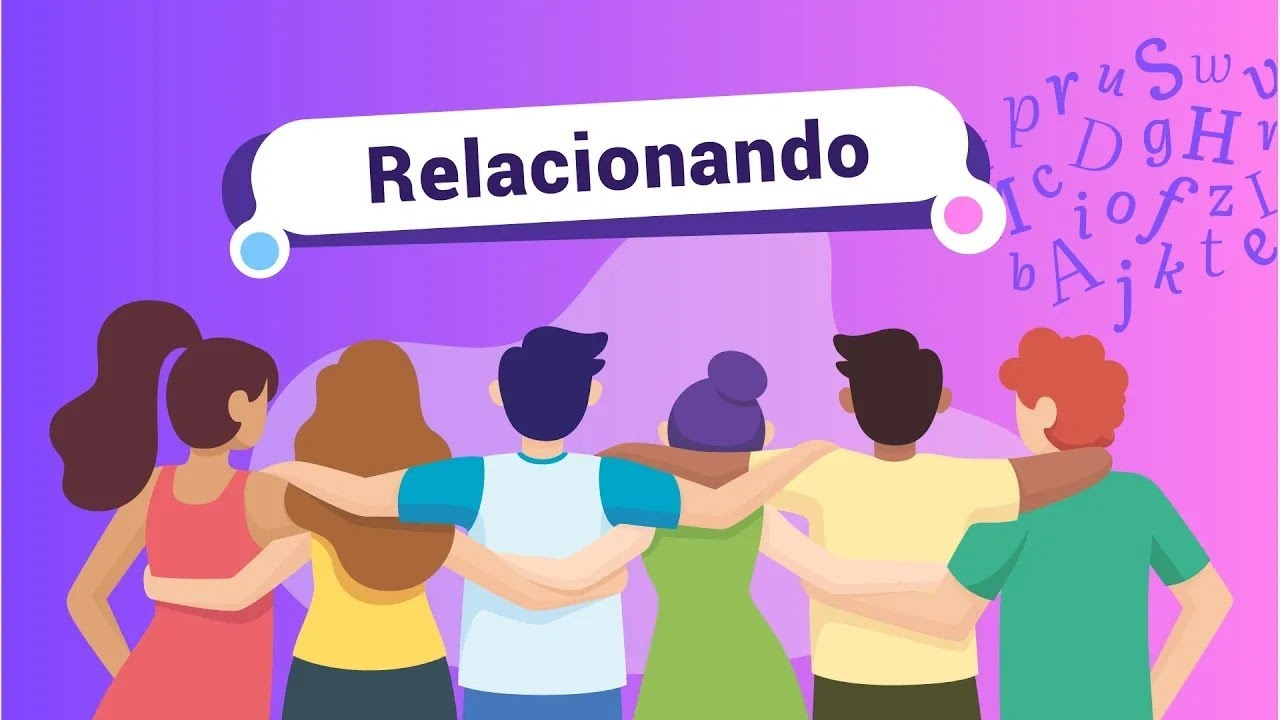 Relacionando
p r u S w v
D g H n
M c i o f z I
b A j k t e